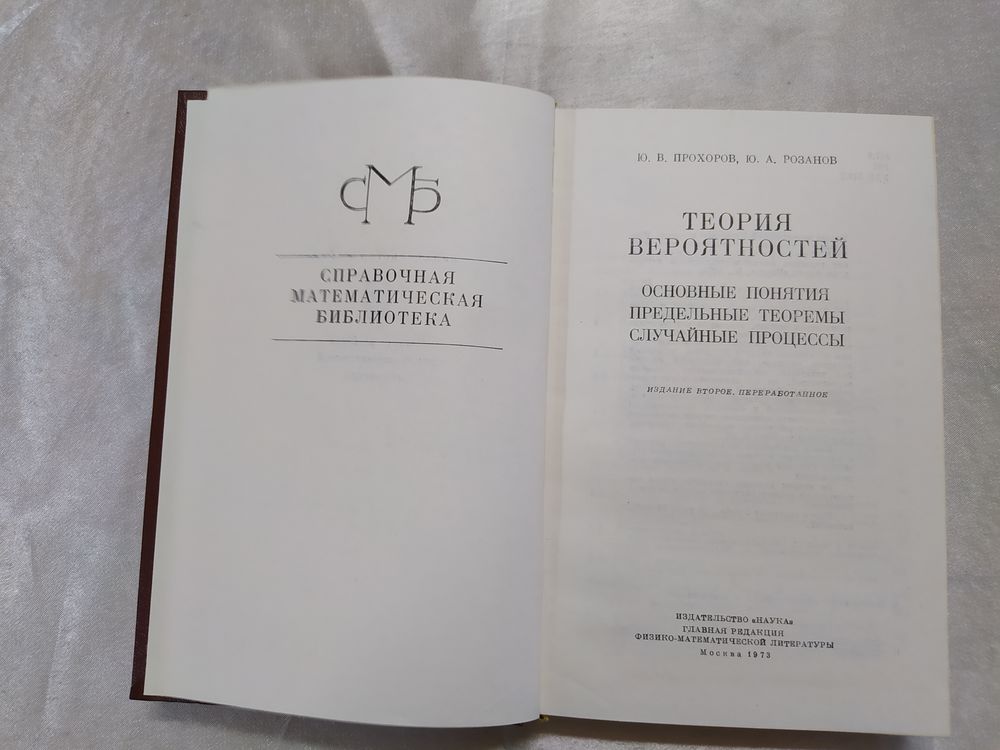 СМБ
СПРАВОЧНАЯ
МАТЕМАТИЧЕСКАЯ
БИБЛИОТЕКА
Ю. В. ПРОХОРОВ, Ю. А. РОЗАНОВ
ТЕОРИЯ
ВЕРОЯТНОСТЕЙ
ОСНОВНЫЕ ПОНЯТИЯ
ПРЕДЕЛЬНЫЕ ТЕОРЕМЫ
СЛУЧАЙНЫЕ ПРОЦЕССЫ
ИЗДАНИЕ ВТОРОЕ, ПЕРЕРАБОТАННОЕ
ИЗДАТЕЛЬСТВО «НАУКА»
ГЛАВНАЯ РЕДАКЦИЯ
ФИЗИКО-МАТЕМАТИЧЕСКОЙ ЛИТЕРАТУРЫ
Москва 1973